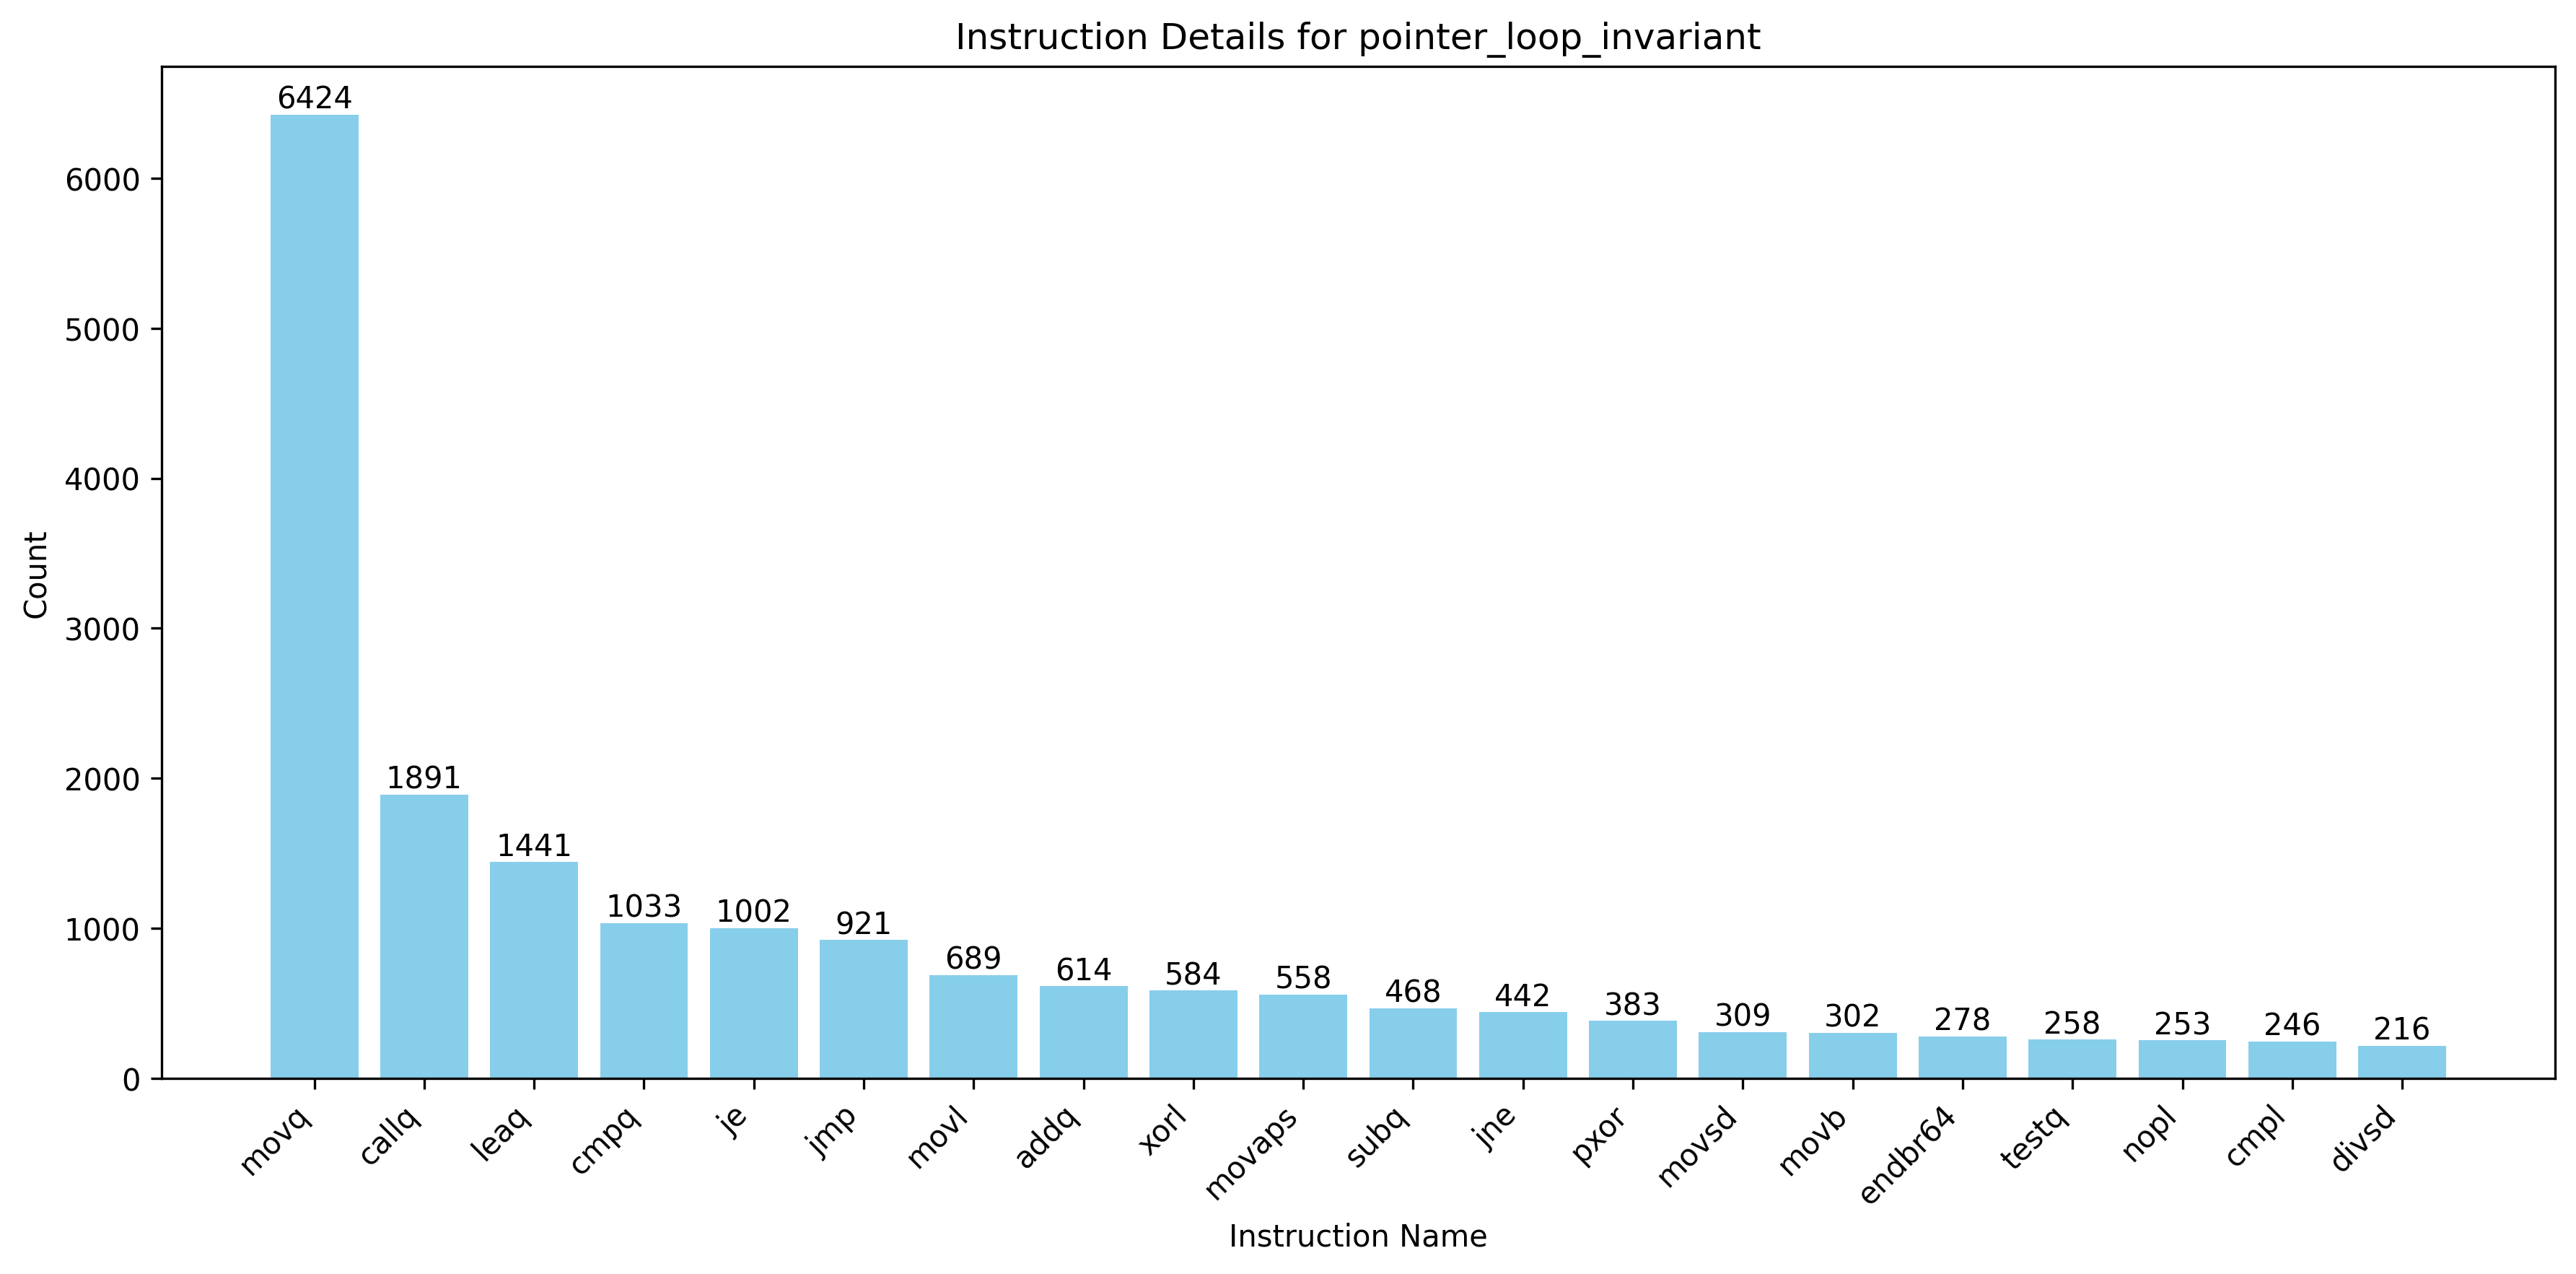 Instruction Details for pointer_loop_invariant
Count
6000
5000
4000
3000
2000
1000
0
6424
1891
1441
1033
1002
921
689
614
584
558
468
442
383
309
302
278
258
253
246
216
movq
callq
leaq
cmpq
je
jmp
movl
addq
xorl
movaps
subq
jne
pxor
movsd
movb
endbr64
testq
nopl
cmpl
divsd
Instruction Name